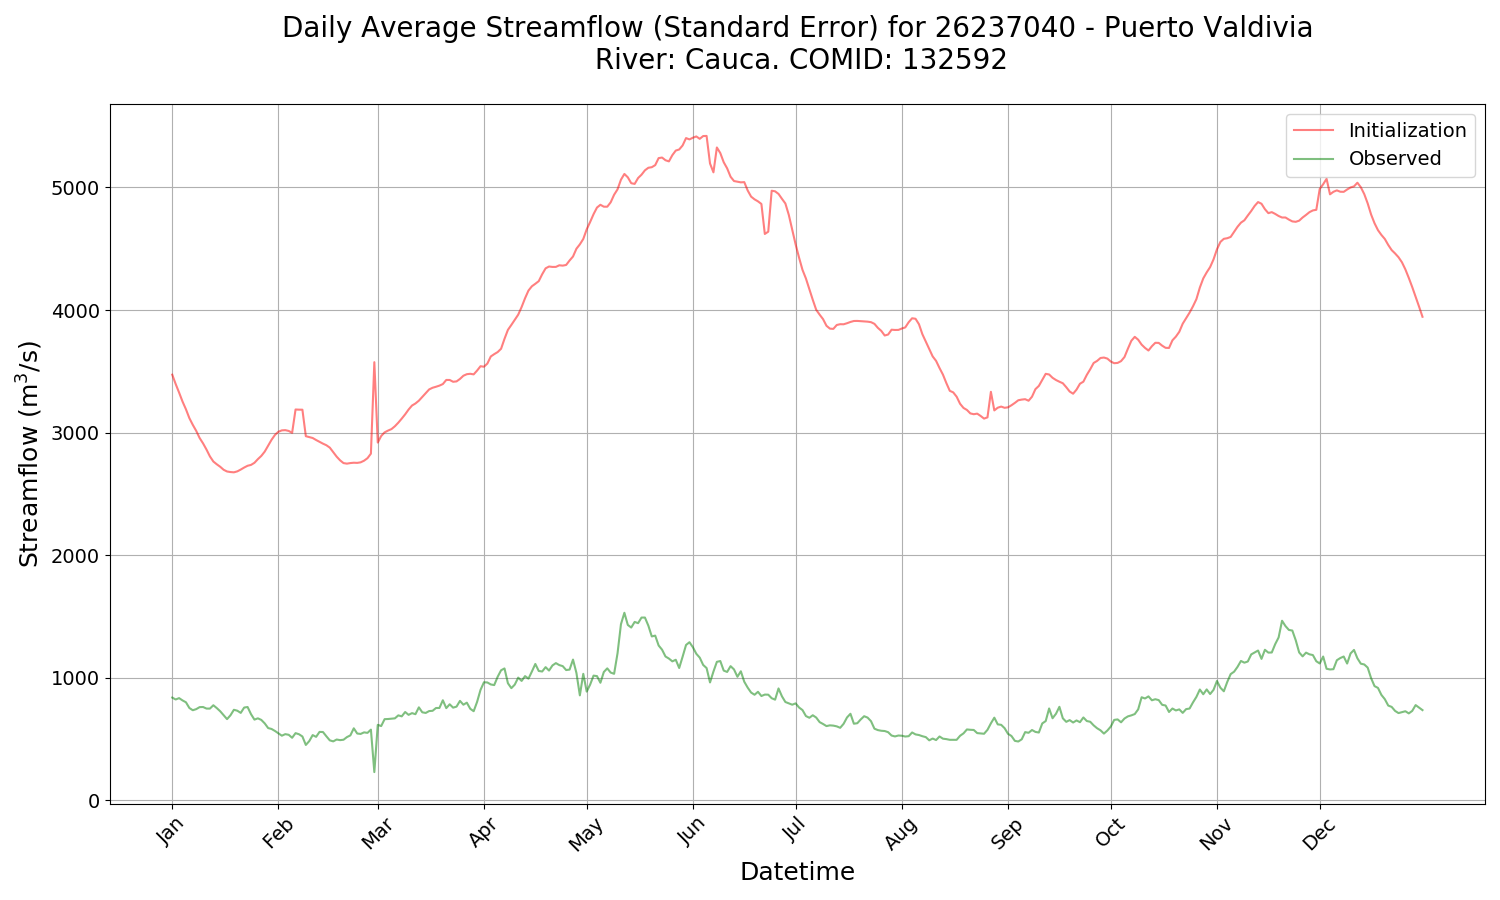 Daily Average Streamflow (Standard Error) for 26237040 - Puerto Valdivia
River: Cauca. COMID: 132592
Initialization
Observed
5000
4000
3000
2000
1000
0
Streamflow (m³/s)
Jan
Feb
Mar
Apr
May
Jun
Jul
Aug
Sep
Oct
Nov
Dec
Datetime